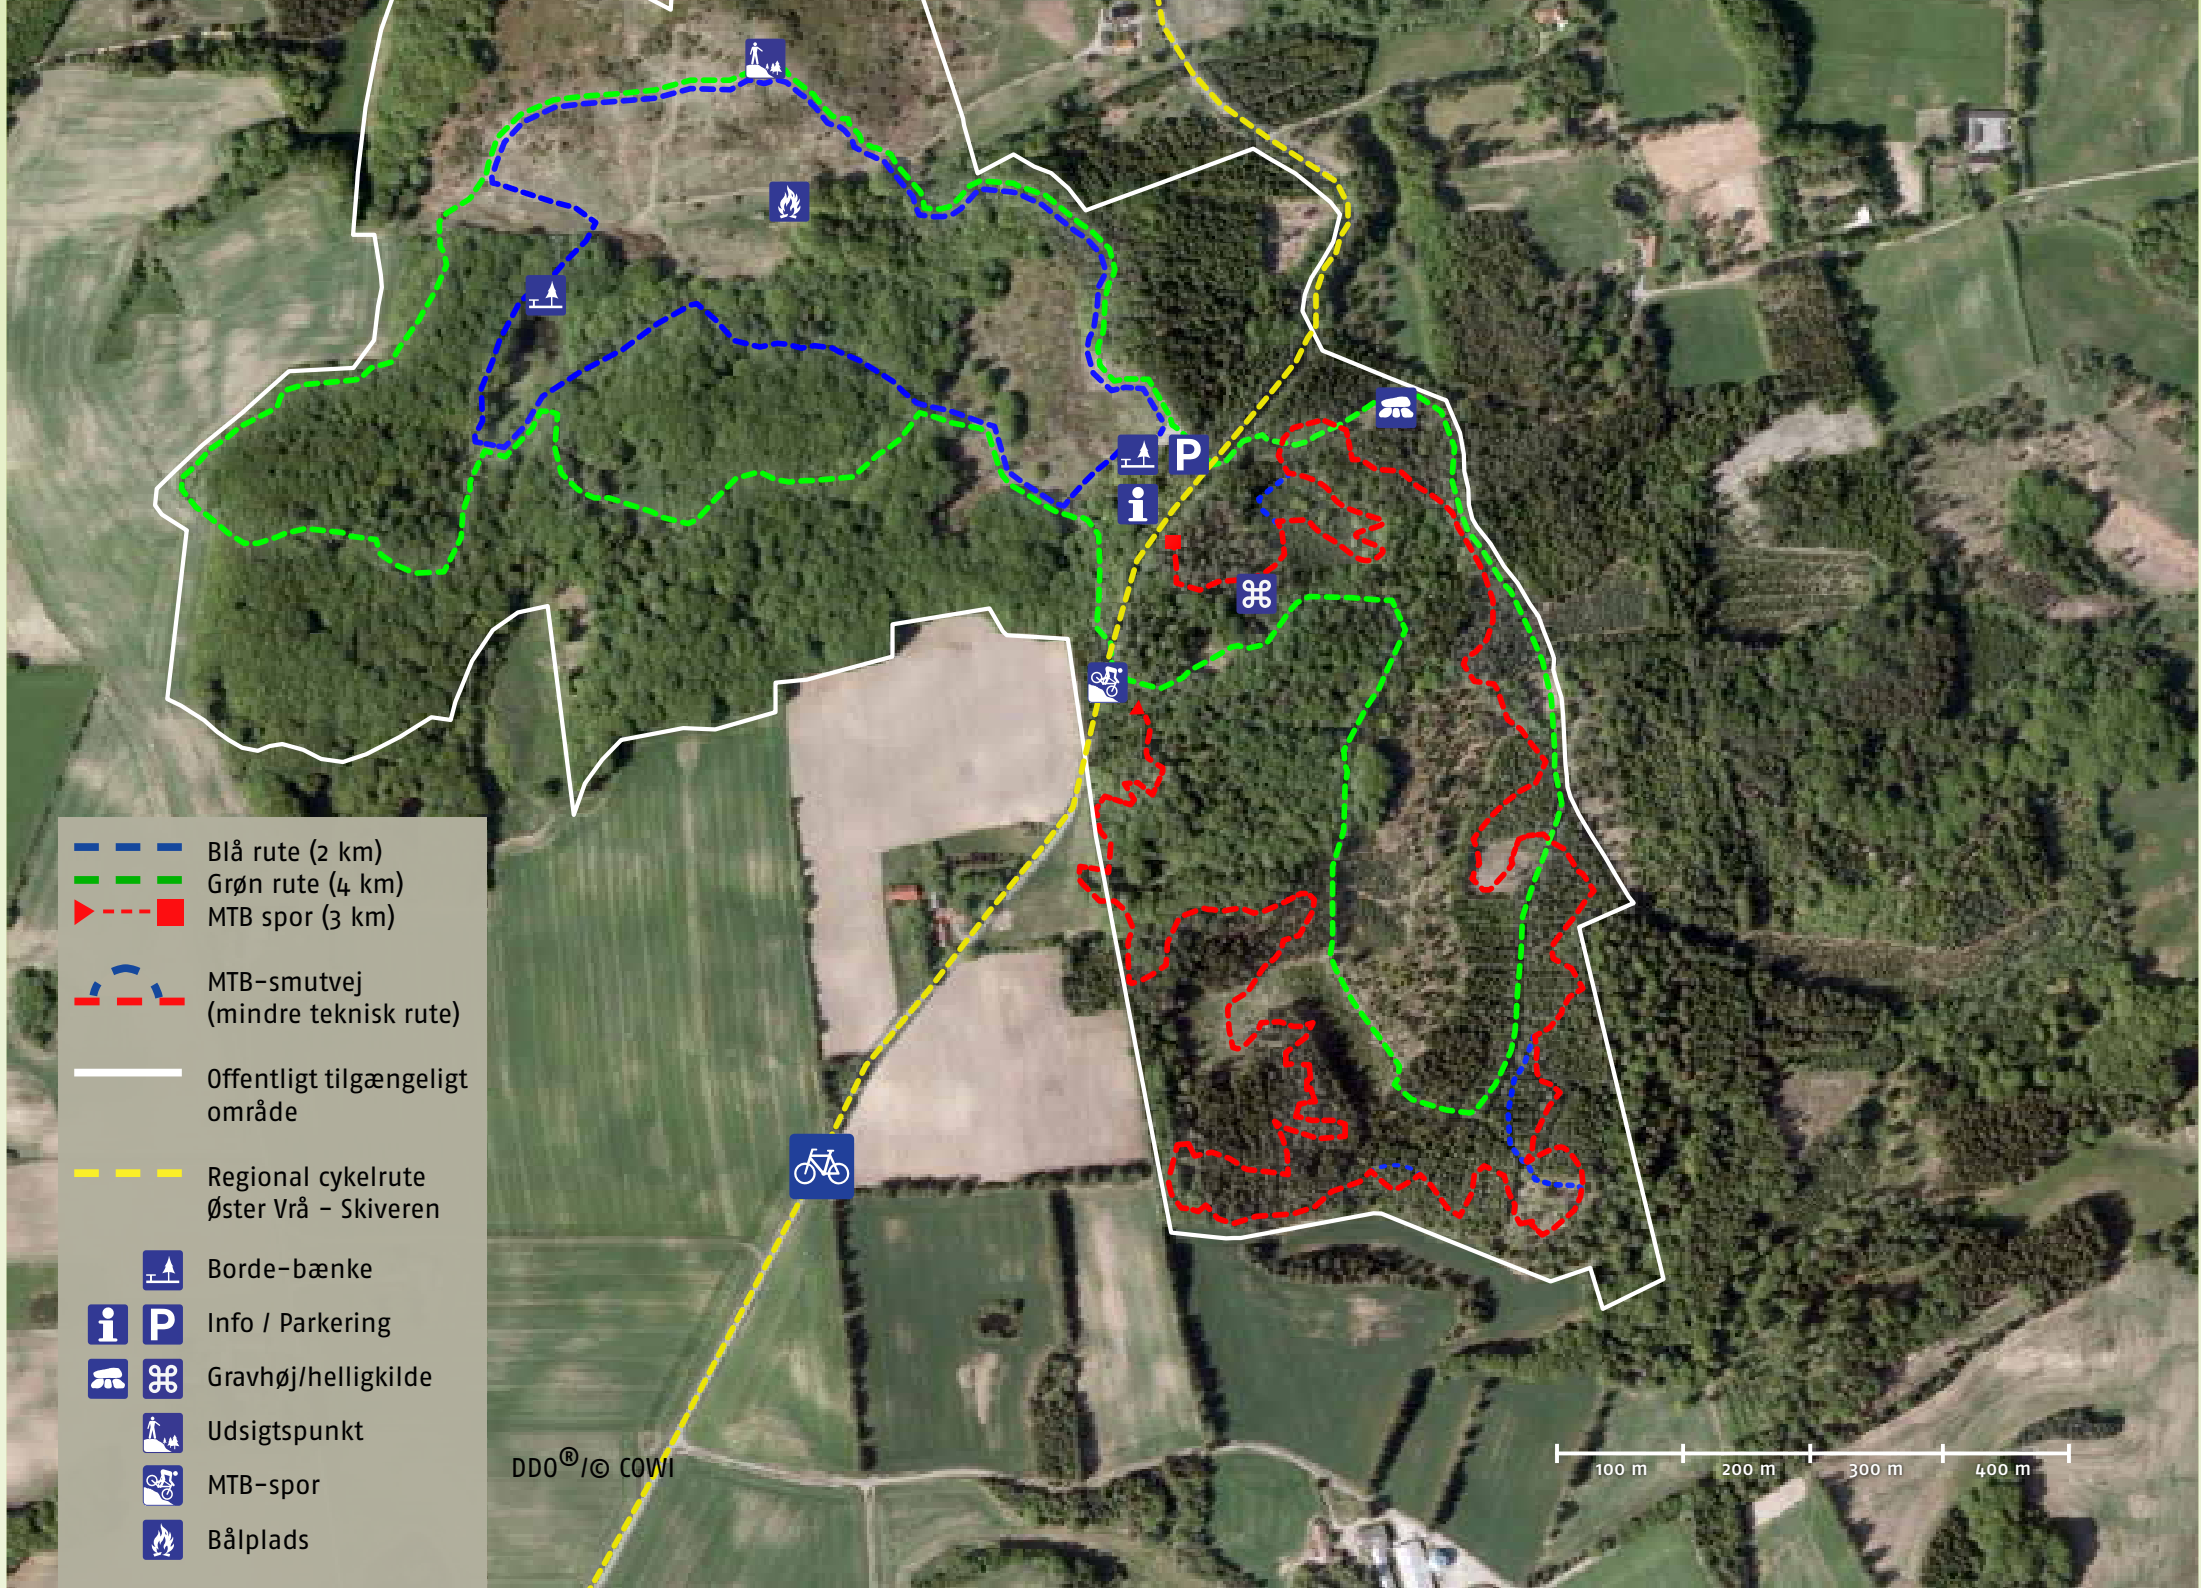 P
i
Blå rute (2 km)
Grøn rute (4 km)
MTB spor (3 km)
MTB-smutvej
(mindre teknisk rute)
Offentligt tilgængeligt
område
Regional cykelrute
Øster Vrå - Skiveren
Borde-bænke
i P Info / Parkering
Gravhøj/helligkilde
Udsigtspunkt
MTB-spor
Bålplads
DDO®/© COWI
100 m 200 m 300 m 400 m